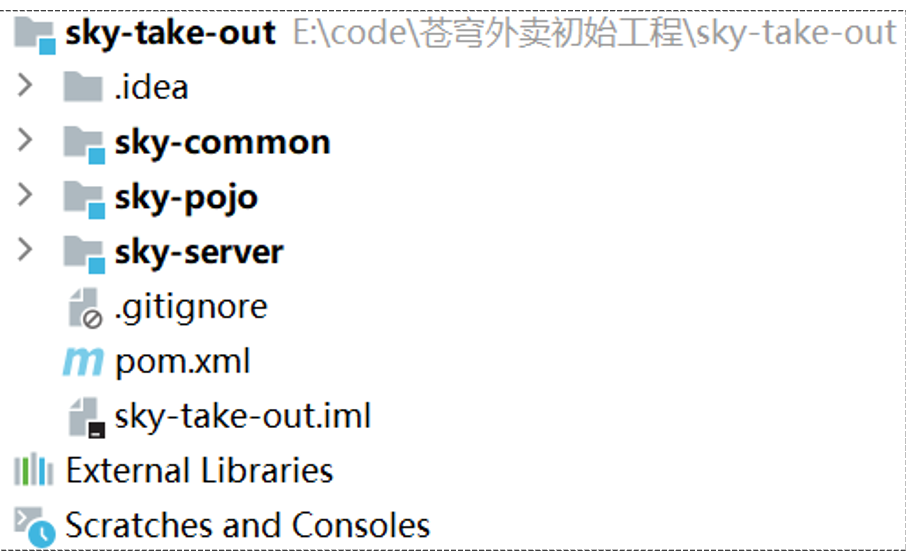 sky-take-out E:\code\苍穹外卖初始工程\sky-take-out
.idea
sky-common
sky-pojo
sky-server
.gitignore
pom.xml
sky-take-out.iml
External Libraries
Scratches and Consoles